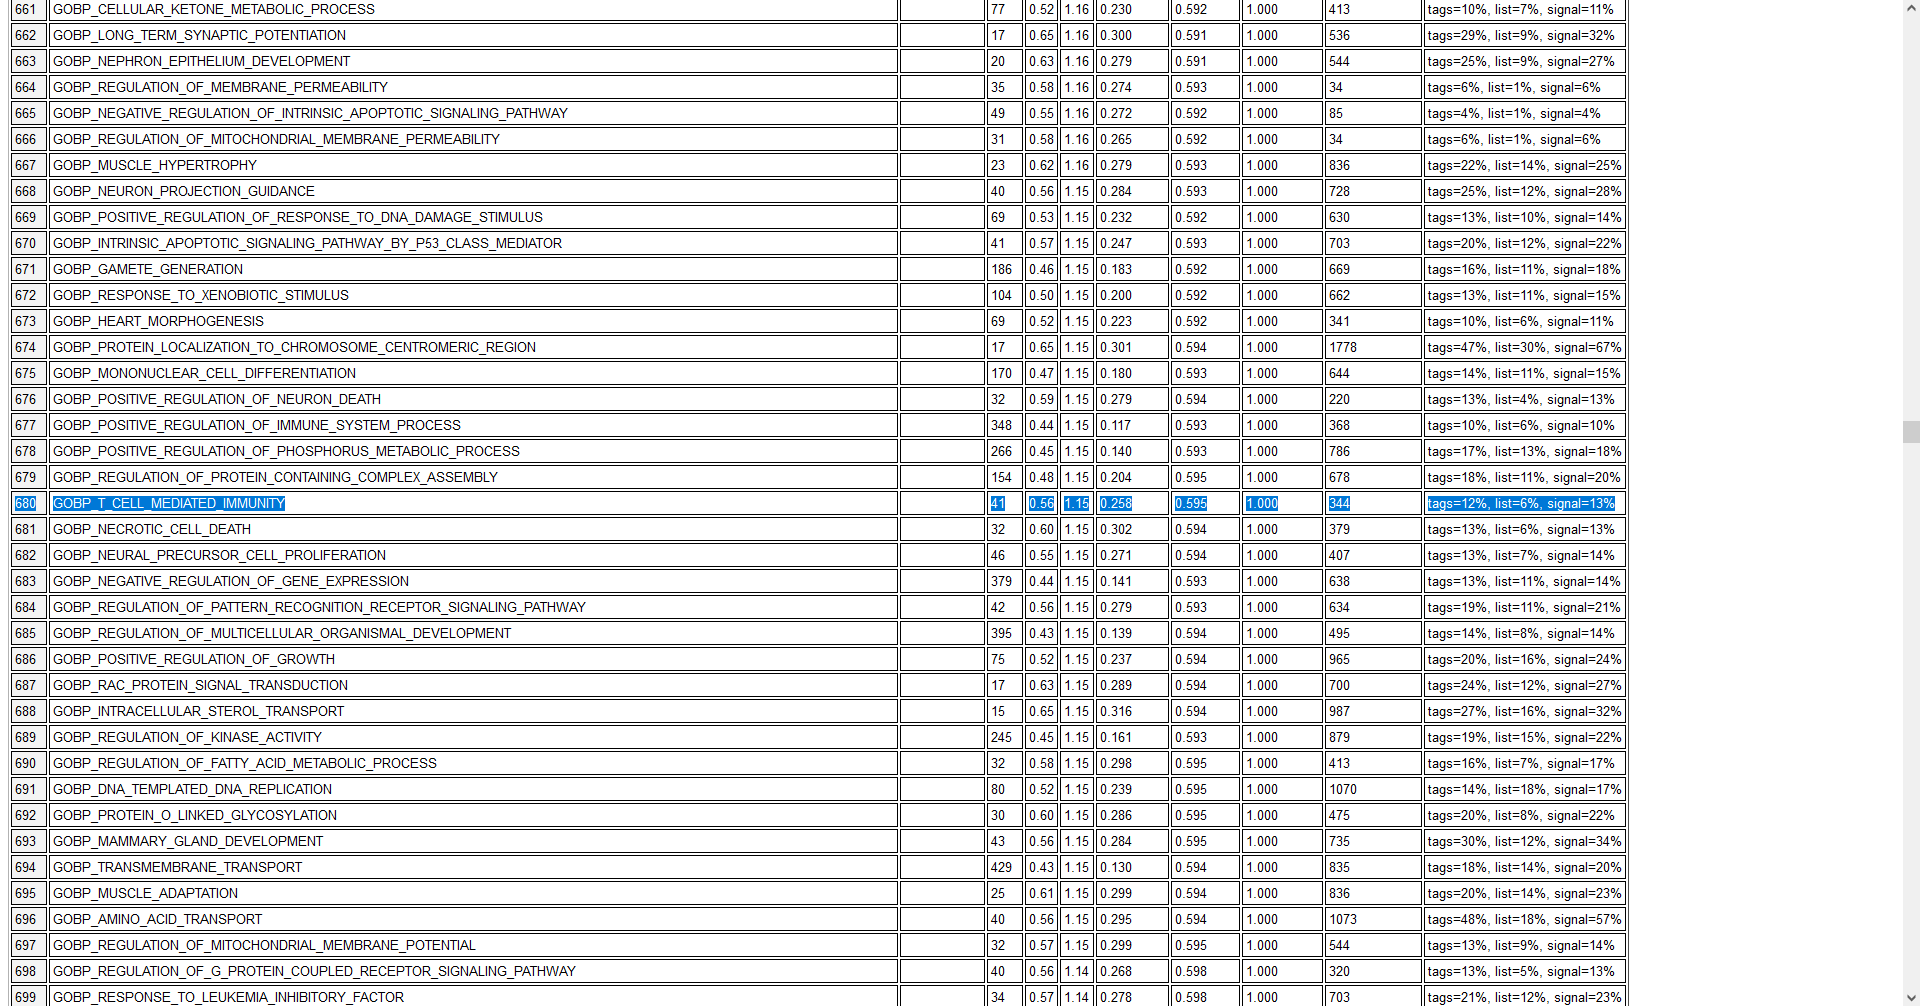 661 GOBP_CELLULAR_KETONE_METABOLIC_PROCESS 77 0.52 1.16 0.230 0.592 1.000 413 tags=10%, list=7%, signal=11%
662 GOBP_LONG_TERM_SYNAPTIC_POTENTIATION 17 0.65 1.16 0.300 0.591 1.000 536 tags=29%, list=9%, signal=32%
663 GOBP_NEPHRON_EPITHELIUM_DEVELOPMENT 20 0.63 1.16 0.279 0.591 1.000 544 tags=25%, list=9%, signal=27%
664 GOBP_REGULATION_OF_MEMBRANE_PERMEABILITY 35 0.58 1.16 0.274 0.593 1.000 34 tags=6%, list=1%, signal=6%
665 GOBP_NEGATIVE_REGULATION_OF_INTRINSIC_APOPTOTIC_SIGNALING_PATHWAY 49 0.55 1.16 0.272 0.592 1.000 85 tags=4%, list=1%, signal=4%
666 GOBP_REGULATION_OF_MITOCHONDRIAL_MEMBRANE_PERMEABILITY 31 0.58 1.16 0.265 0.592 1.000 34 tags=6%, list=1%, signal=6%
667 GOBP_MUSCLE_HYPERTROPHY 23 0.62 1.16 0.279 0.593 1.000 836 tags=22%, list=14%, signal=25%
668 GOBP_NEURON_PROJECTION_GUIDANCE 40 0.56 1.15 0.284 0.593 1.000 728 tags=25%, list=12%, signal=28%
669 GOBP_POSITIVE_REGULATION_OF_RESPONSE_TO_DNA_DAMAGE_STIMULUS 69 0.53 1.15 0.232 0.592 1.000 630 tags=13%, list=10%, signal=14%
670 GOBP_INTRINSIC_APOPTOTIC_SIGNALING_PATHWAY_BY_P53_CLASS_MEDIATOR 41 0.57 1.15 0.247 0.593 1.000 703 tags=20%, list=12%, signal=22%
671 GOBP_GAMETE_GENERATION 186 0.46 1.15 0.183 0.592 1.000 669 tags=16%, list=11%, signal=18%
672 GOBP_RESPONSE_TO_XENOBIOTIC_STIMULUS 104 0.50 1.15 0.200 0.592 1.000 662 tags=13%, list=11%, signal=15%
673 GOBP_HEART_MORPHOGENESIS 69 0.52 1.15 0.223 0.592 1.000 341 tags=10%, list=6%, signal=11%
674 GOBP_PROTEIN_LOCALIZATION_TO_CHROMOSOME_CENTROMERIC_REGION 17 0.65 1.15 0.301 0.594 1.000 1778 tags=47%, list=30%, signal=67%
675 GOBP_MONONUCLEAR_CELL_DIFFERENTIATION 170 0.47 1.15 0.180 0.593 1.000 644 tags=14%, list=11%, signal=15%
676 GOBP_POSITIVE_REGULATION_OF_NEURON_DEATH 32 0.59 1.15 0.279 0.594 1.000 220 tags=13%, list=4%, signal=13%
677 GOBP_POSITIVE_REGULATION_OF_IMMUNE_SYSTEM_PROCESS 348 0.44 1.15 0.117 0.593 1.000 368 tags=10%, list=6%, signal=10%
678 GOBP_POSITIVE_REGULATION_OF_PHOSPHORUS_METABOLIC_PROCESS 266 0.45 1.15 0.140 0.593 1.000 786 tags=17%, list=13%, signal=18%
679 GOBP_REGULATION_OF_PROTEIN_CONTAINING_COMPLEX_ASSEMBLY 154 0.48 1.15 0.204 0.595 1.000 678 tags=18%, list=11%, signal=20%
680 GOBP_T_CELL_MEDIATED_IMMUNITY 41 0.56 1.15 0.258 0.595 1.000 344 tags=12%, list=6%, signal=13%
681 GOBP_NECROTIC_CELL_DEATH 32 0.60 1.15 0.302 0.594 1.000 379 tags=13%, list=6%, signal=13%
682 GOBP_NEURAL_PRECURSOR_CELL_PROLIFERATION 46 0.55 1.15 0.271 0.594 1.000 407 tags=13%, list=7%, signal=14%
683 GOBP_NEGATIVE_REGULATION_OF_GENE_EXPRESSION 379 0.44 1.15 0.141 0.593 1.000 638 tags=13%, list=11%, signal=14%
684 GOBP_REGULATION_OF_PATTERN_RECOGNITION_RECEPTOR_SIGNALING_PATHWAY 42 0.56 1.15 0.279 0.593 1.000 634 tags=19%, list=11%, signal=21%
685 GOBP_REGULATION_OF_MULTICELLULAR_ORGANISMAL_DEVELOPMENT 395 0.43 1.15 0.139 0.594 1.000 495 tags=14%, list=8%, signal=14%
686 GOBP_POSITIVE_REGULATION_OF_GROWTH 75 0.52 1.15 0.237 0.594 1.000 965 tags=20%, list=16%, signal=24%
687 GOBP_RAC_PROTEIN_SIGNAL_TRANSDUCTION 17 0.63 1.15 0.289 0.594 1.000 700 tags=24%, list=12%, signal=27%
688 GOBP_INTRACELLULAR_STEROL_TRANSPORT 15 0.65 1.15 0.316 0.594 1.000 987 tags=27%, list=16%, signal=32%
689 GOBP_REGULATION_OF_KINASE_ACTIVITY 245 0.45 1.15 0.161 0.593 1.000 879 tags=19%, list=15%, signal=22%
690 GOBP_REGULATION_OF_FATTY_ACID_METABOLIC_PROCESS 32 0.58 1.15 0.298 0.595 1.000 413 tags=16%, list=7%, signal=17%
691 GOBP_DNA_TEMPLATED_DNA_REPLICATION 80 0.52 1.15 0.239 0.595 1.000 1070 tags=14%, list=18%, signal=17%
692 GOBP_PROTEIN_O_LINKED_GLYCOSYLATION 30 0.60 1.15 0.286 0.595 1.000 475 tags=20%, list=8%, signal=22%
693 GOBP_MAMMARY_GLAND_DEVELOPMENT 43 0.56 1.15 0.284 0.595 1.000 735 tags=30%, list=12%, signal=34%
694 GOBP_TRANSMEMBRANE_TRANSPORT 429 0.43 1.15 0.130 0.594 1.000 835 tags=18%, list=14%, signal=20%
695 GOBP_MUSCLE_ADAPTATION 25 0.61 1.15 0.299 0.594 1.000 836 tags=20%, list=14%, signal=23%
696 GOBP_AMINO_ACID_TRANSPORT 40 0.56 1.15 0.295 0.594 1.000 1073 tags=48%, list=18%, signal=57%
697 GOBP_REGULATION_OF_MITOCHONDRIAL_MEMBRANE_POTENTIAL 32 0.57 1.15 0.299 0.595 1.000 544 tags=13%, list=9%, signal=14%
698 GOBP_REGULATION_OF_G_PROTEIN_COUPLED_RECEPTOR_SIGNALING_PATHWAY 40 0.56 1.14 0.268 0.598 1.000 320 tags=13%, list=5%, signal=13%
699 GOBP_RESPONSE_TO_LEUKEMIA_INHIBITORY_FACTOR 34 0.57 1.14 0.278 0.598 1.000 703 tags=21%, list=12%, signal=23%